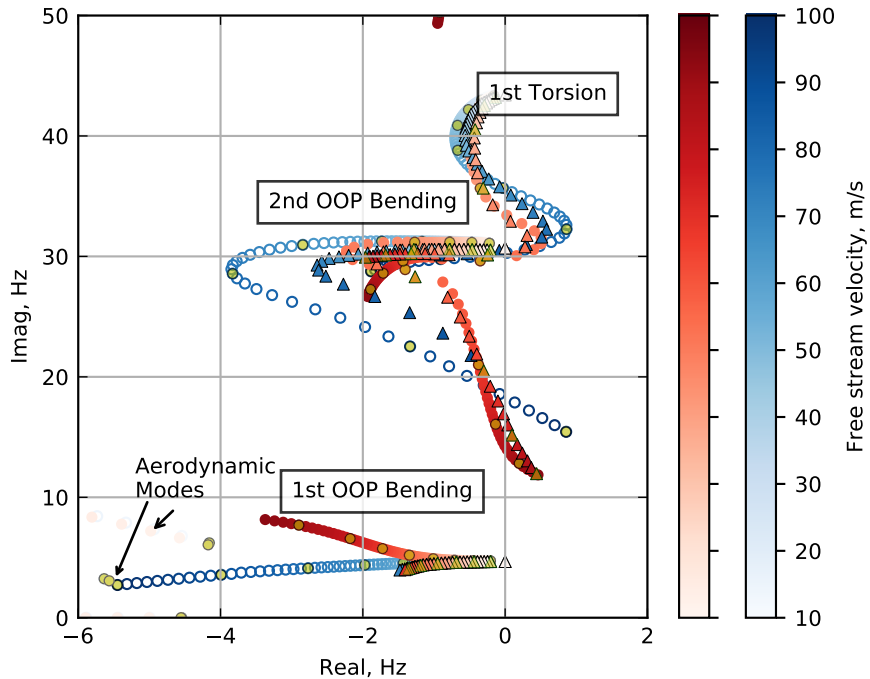 50
40
30
20
10
0
−6
−4
−2
0
2
Imag, Hz
Real, Hz
1st Torsion
2nd OOP Bending
1st OOP Bending
Aerodynamic
Modes
100
90
80
70
60
50
40
30
20
10
Free stream velocity, m/s